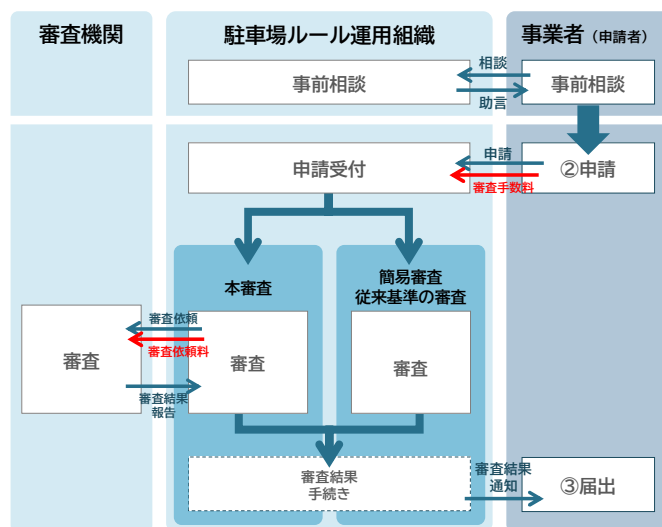 審査機関
駐車場ルール運用組織
事業者（申請者）
事前相談
相談
助言
事前相談
申請受付
申請
審査手数料
②申請
本審査
簡易審査
従来基準の審査
審査
審査依頼
審査依頼料
審査結果
報告
審査
審査
審査結果
手続き
審査結果
通知
③届出